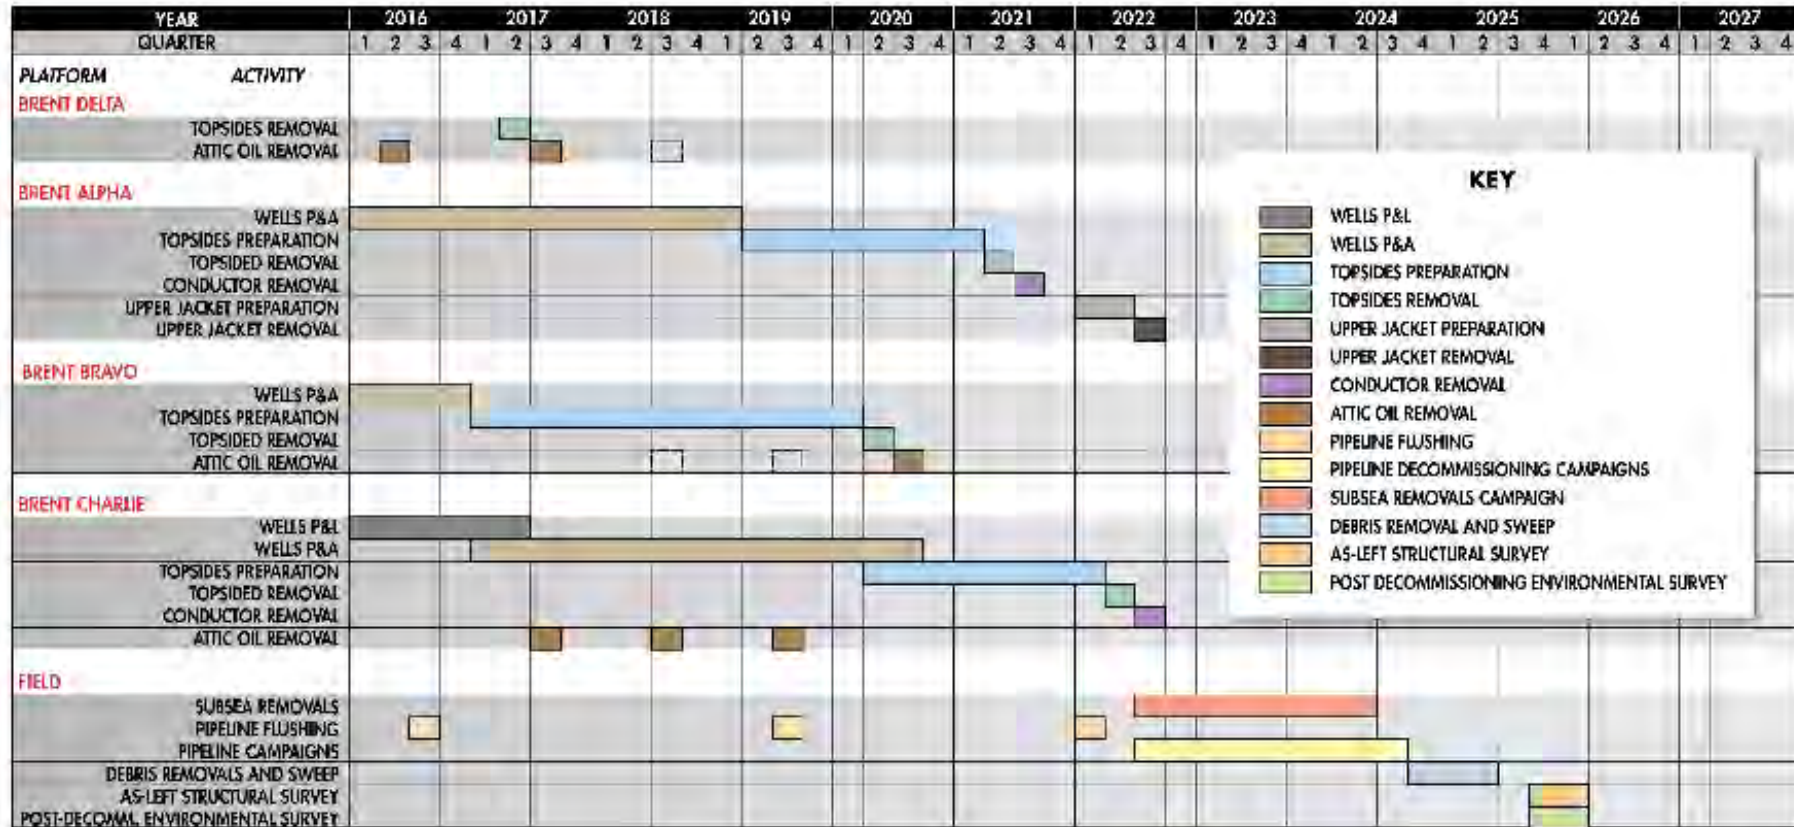 YEAR 2016 2017 2018 2019 2020 2021 2022 2023 2024 2025 2026 2027
QUARTER 1 2 3 4 1 2 3 4 1 2 3 4 1 2 3 4 1 2 3 4 1 2 3 4 1 2 3 4 1 2 3 4 1 2 3 4 1 2 3 4 1 2 3 4 1 2 3 4
PLATFORM ACTIVITY
BRENT DELTA
TOPSIDES REMOVAL
ATTIC OIL REMOVAL
BRENT ALPHA
WELLS P&A
TOPSIDES PREPARATION
TOPSIDED REMOVAL
CONDUCTOR REMOVAL
UPPER JACKET PREPARATION
UPPER JACKET REMOVAL
BRENT BRAVO
WELLS P&A
TOPSIDES PREPARATION
TOPSIDED REMOVAL
ATTIC OIL REMOVAL
BRENT CHARLIE
WELLS P&L
WELLS P&A
TOPSIDES PREPARATION
TOPSIDED REMOVAL
CONDUCTOR REMOVAL
ATTIC OIL REMOVAL
FIELD
SUBSEA REMOVALS
PIPELINE FLUSHING
PIPELINE CAMPAIGNS
DEBRIS REMOVALS AND SWEEP
AS-LEFT STRUCTURAL SURVEY
POST-DECOMM. ENVIRONMENTAL SURVEY
KEY
WELLS P&L
WELLS P&A
TOPSIDES PREPARATION
TOPSIDES REMOVAL
UPPER JACKET PREPARATION
UPPER JACKET REMOVAL
CONDUCTOR REMOVAL
ATTIC OIL REMOVAL
PIPELINE FLUSHING
PIPELINE DECOMMISSIONING CAMPAIGNS
SUBSEA REMOVALS CAMPAIGN
DEBRIS REMOVAL AND SWEEP
AS-LEFT STRUCTURAL SURVEY
POST DECOMMISSIONING ENVIRONMENTAL SURVEY